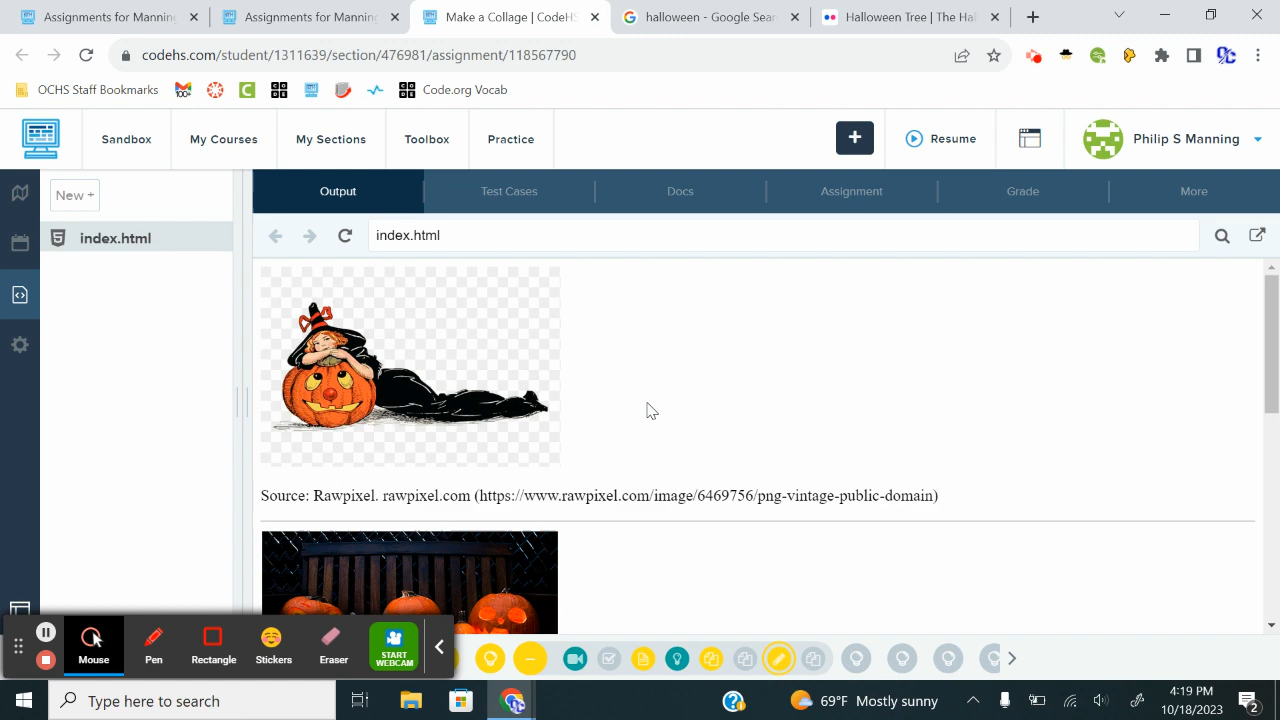 Assignments for Manning
Assignments for Manning
Make a Collage | CodeHS
halloween - Google Sear
Halloween Tree | The Hal
codehs.com/student/1311639/section/476981/assignment/118567790
OCHS Staff Bookmarks
Code.org Vocab
Sandbox
My Courses
My Sections
Toolbox
Practice
Resume
Philip S Manning
New +
Output
Test Cases
Docs
Assignment
Grade
More
index.html
index.html
Source: Rawpixel. rawpixel.com (https://www.rawpixel.com/image/6469756/png-vintage-public-domain)
Mouse
Pen
Rectangle
Stickers
Eraser
START
WEBCAM
Type here to search
69°F Mostly sunny
4:19 PM
10/18/2023
2